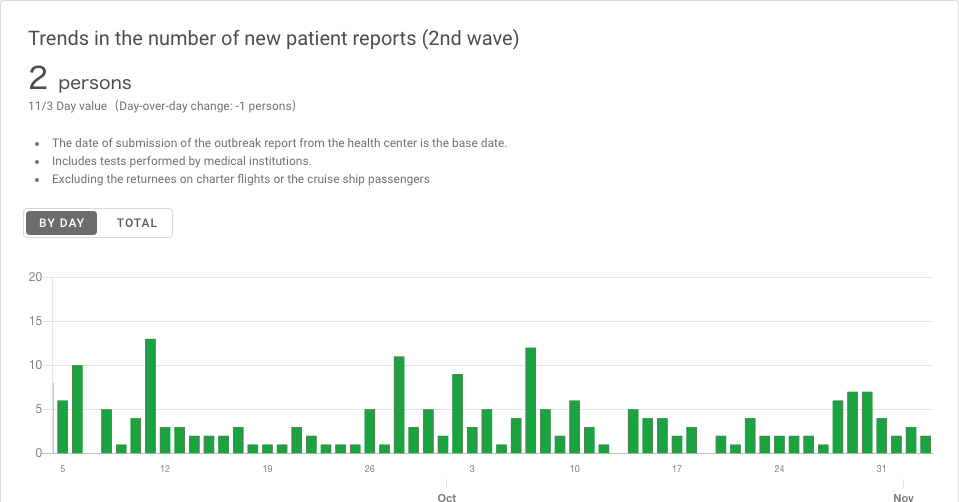 Trends in the number of new patient reports (2nd wave)
2 persons
11/3 Day value（Day-over-day change: -1 persons）
• The date of submission of the outbreak report from the health center is the base date.
• Includes tests performed by medical institutions.
• Excluding the returnees on charter flights or the cruise ship passengers
BY DAY TOTAL
20
15
10
5
0
5 12 19 26 3 10 17 24 31
Oct Nov